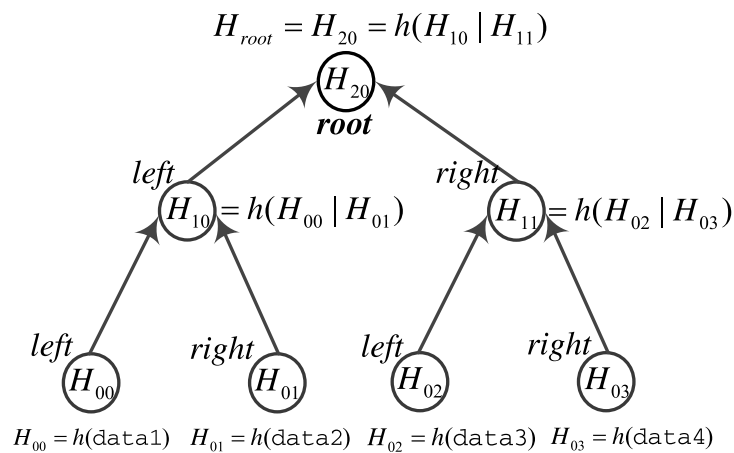 H_root = H_20 = h(H_10 | H_11)
H_20
root
left right
H_10 = h(H_00 | H_01) H_11 = h(H_02 | H_03)
left right left right
H_00 H_01 H_02 H_03
H_00 = h(data1) H_01 = h(data2) H_02 = h(data3) H_03 = h(data4)